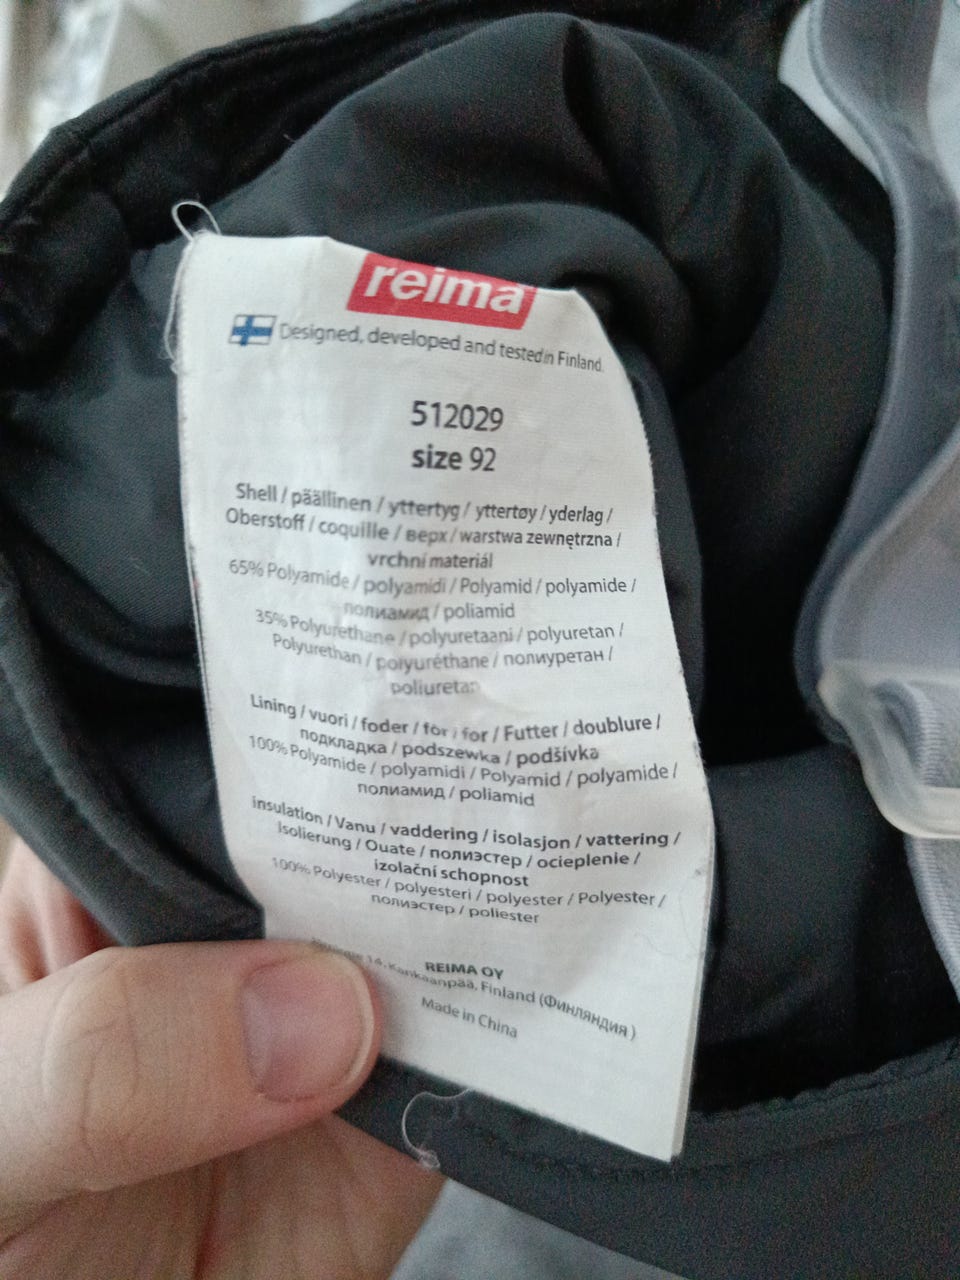 reima
Designed, developed and tested in Finland.
512029
size 92
Shell / päällinen / yttertyg / yttertøy / yderlag /
Oberstoff / coquille / верх / warstwa zewnętrzna /
vrchní materiál
65% Polyamide / polyamidi / Polyamid / polyamide /
полиамид / poliamid
35% Polyurethane / polyuretaani / polyuretan /
Polyurethan / polyuréthane / полиуретан /
poliuretan
Lining / vuori / foder / fôr / for / Futter / doublure /
подкладка / podszewka / podšívka
100% Polyamide / polyamidi / Polyamid / polyamide /
полиамид / poliamid
insulation / Vanu / vaddering / isolasjon / vattering /
Isolierung / Ouate / полиэстер / ocieplenie /
izolační schopnost
100% Polyester / polyesteri / polyester / Polyester /
полиэстер / poliester
REIMA OY
14, Kankaanpää, Finland (Финляндия )
Made in China